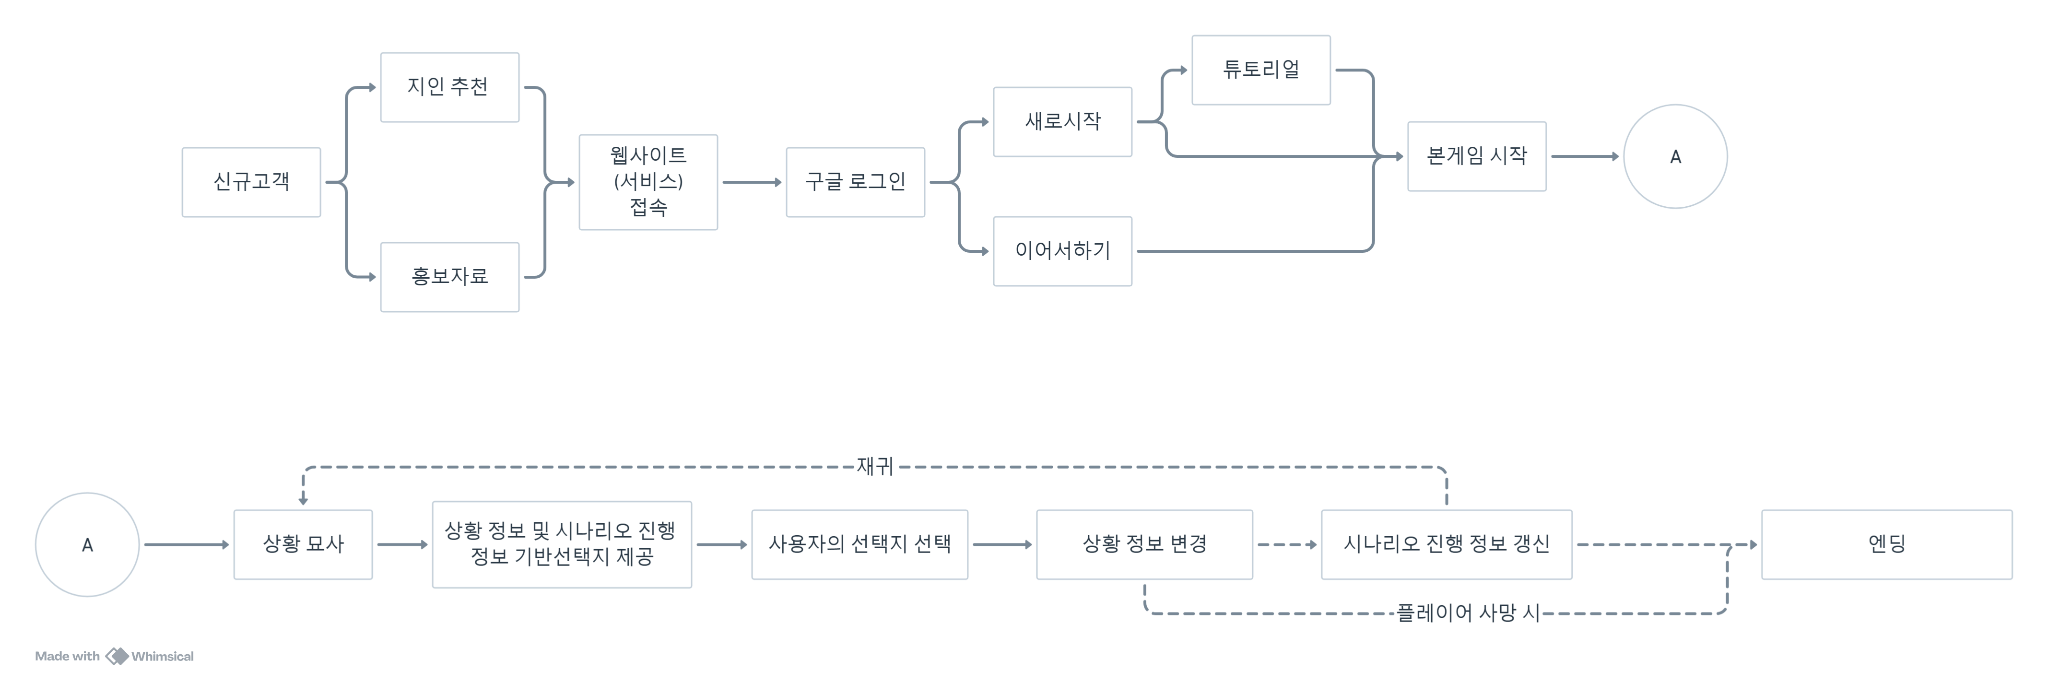 신규고객
지인 추천
홍보자료
웹사이트
(서비스)
접속
구글 로그인
새로시작
이어서하기
튜토리얼
본게임 시작
A
재귀
A
상황 묘사
상황 정보 및 시나리오 진행
정보 기반선택지 제공
사용자의 선택지 선택
상황 정보 변경
시나리오 진행 정보 갱신
엔딩
플레이어 사망 시
Made with Whimsical